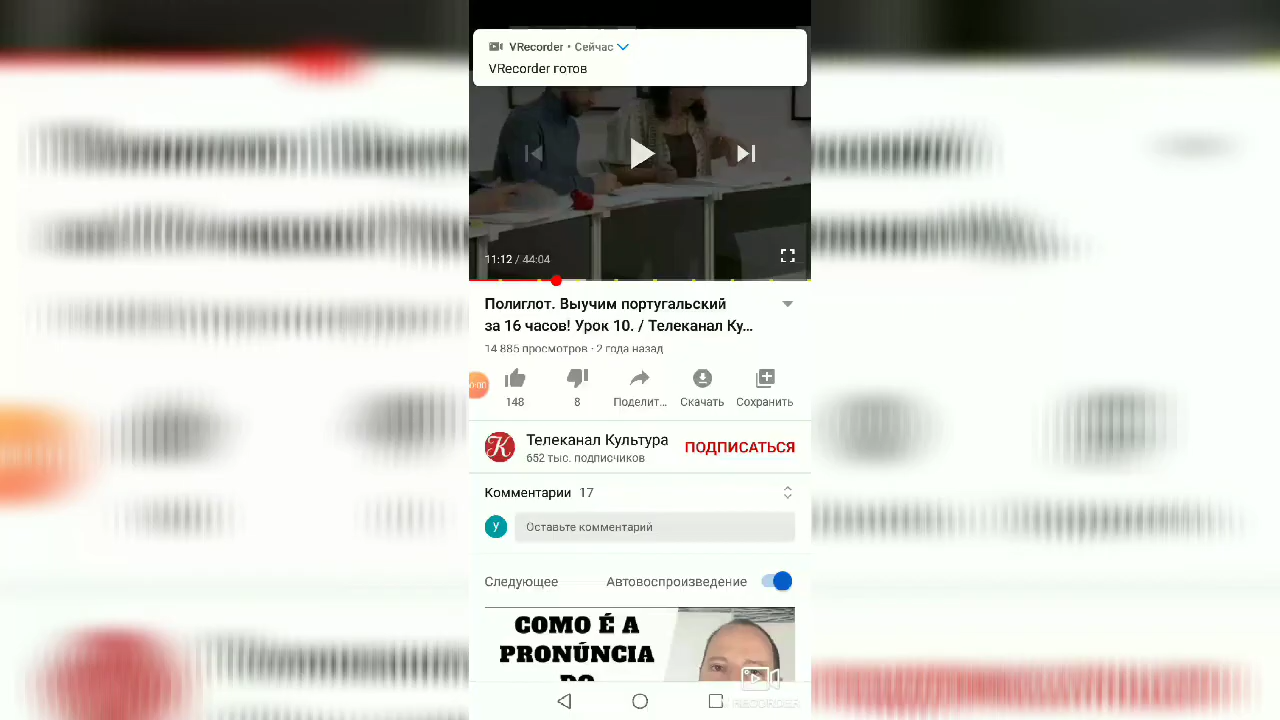 VRecorder • Сейчас
VRecorder готов
11:12 / 44:04
Полиглот. Выучим португальский
за 16 часов! Урок 10. / Телеканал Ку...
14 886 просмотров · 2 года назад
148
8
Поделит...
Скачать
Сохранить
K
Телеканал Культура
ПОДПИСАТЬСЯ
652 тыс. подписчиков
Комментарии 17
У
Оставьте комментарий
Следующее
Автовоспроизведение
COMO É A
PRONÚNCIA
DO